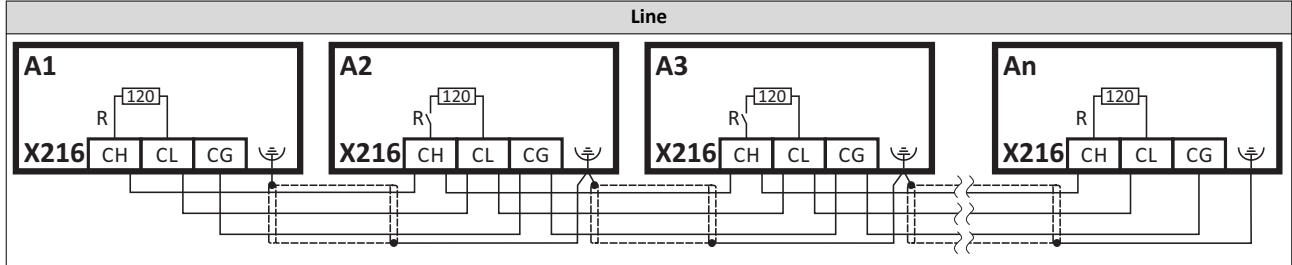 Line
A1 A2 A3 An
120 120 120 120
R R R R
X216 CH CL CG X216 CH CL CG X216 CH CL CG X216 CH CL CG